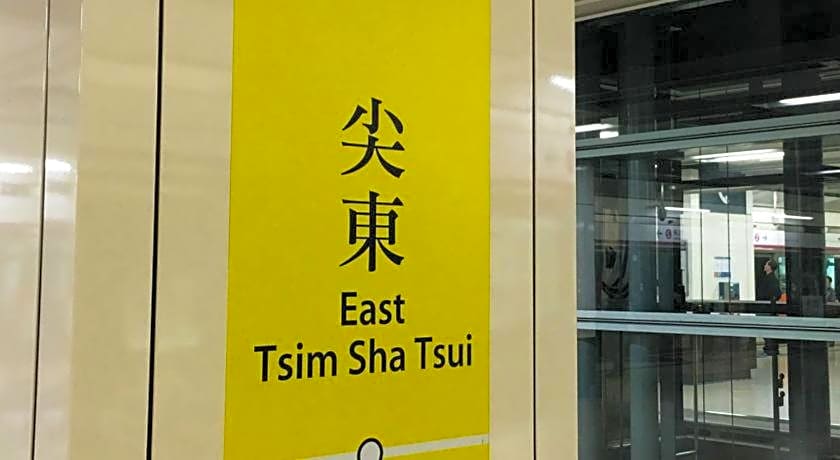 尖東
East
Tsim Sha Tsui